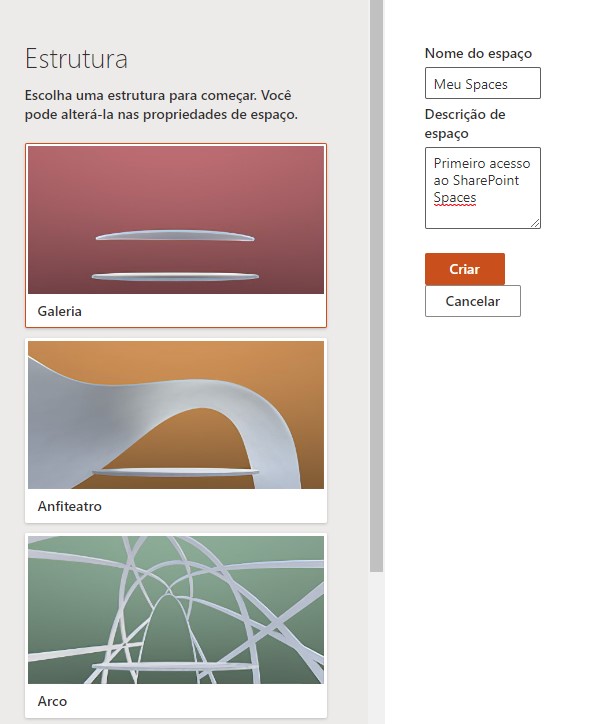 Estrutura
Escolha uma estrutura para começar. Você
pode alterá-la nas propriedades de espaço.
Galeria
Anfiteatro
Arco
Nome do espaço
Meu Spaces
Descrição de
espaço
Primeiro acesso
ao SharePoint
Spaces
Criar
Cancelar